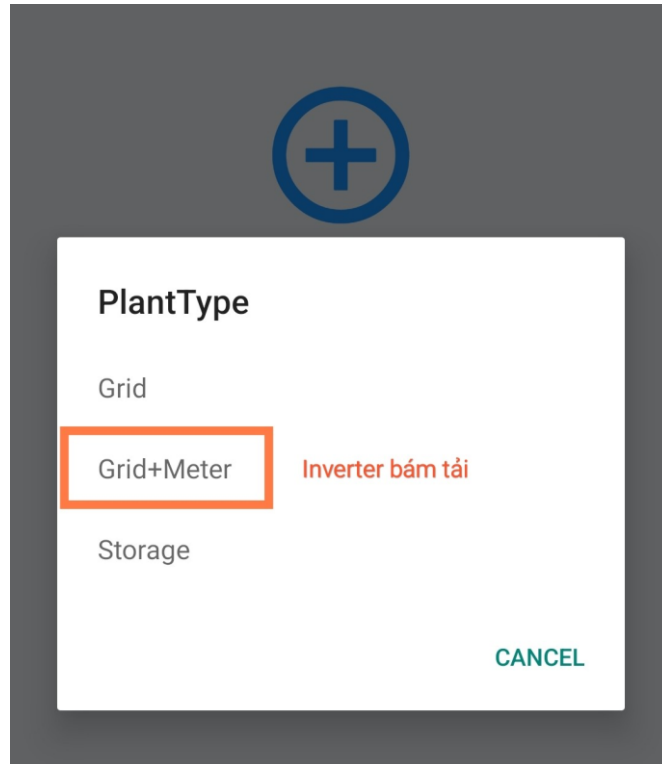 PlantType
Grid
Grid+Meter Inverter bám tải
Storage
CANCEL